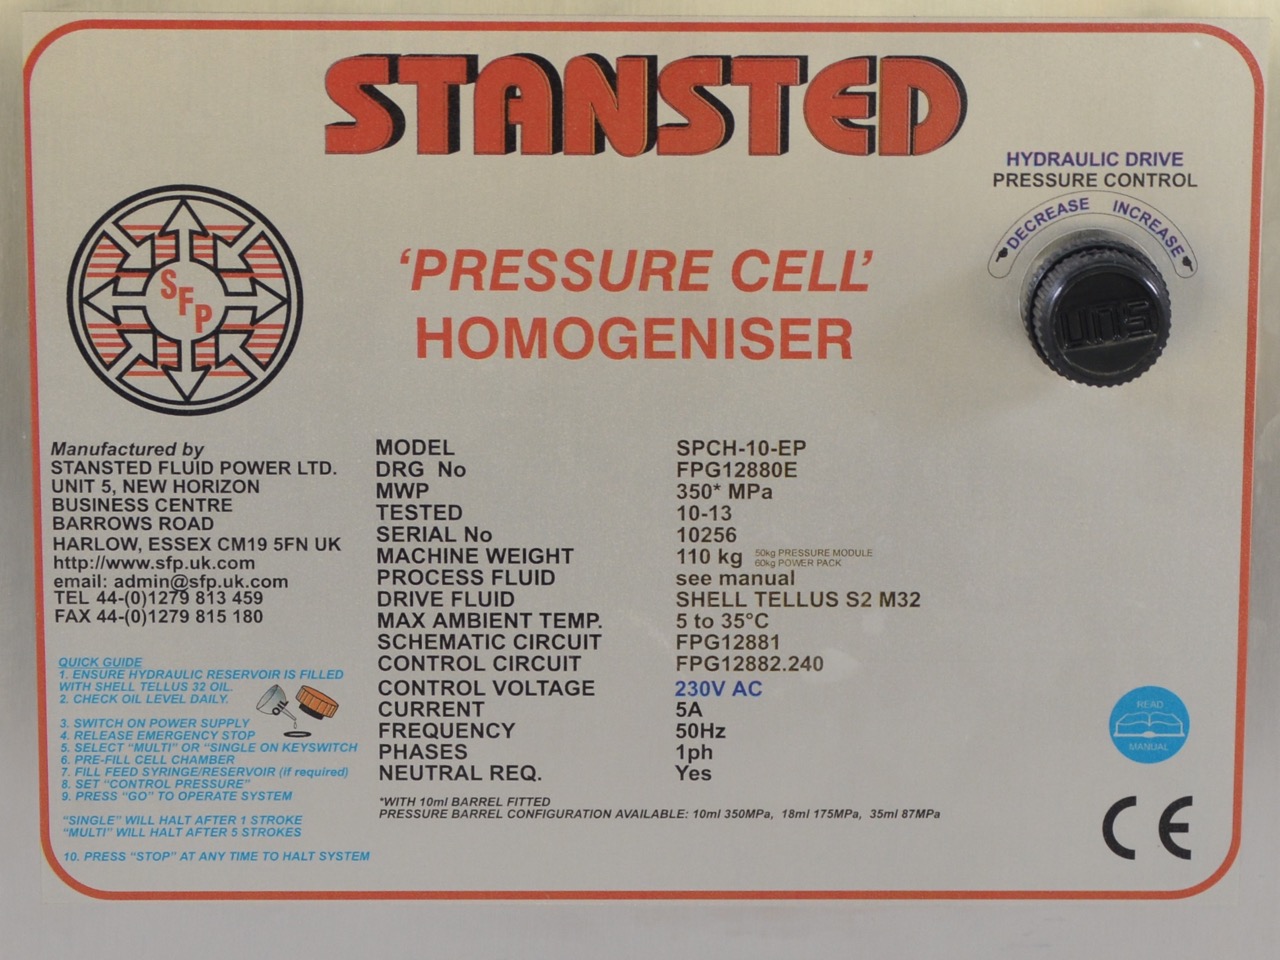 STANSTED
HYDRAULIC DRIVE
PRESSURE CONTROL
DECREASE INCREASE
UNS
SFP
'PRESSURE CELL'
HOMOGENISER
Manufactured by
STANSTED FLUID POWER LTD.
UNIT 5, NEW HORIZON
BUSINESS CENTRE
BARROWS ROAD
HARLOW, ESSEX CM19 5FN UK
http://www.sfp.uk.com
email: admin@sfp.uk.com
TEL 44-(0)1279 813 459
FAX 44-(0)1279 815 180
QUICK GUIDE
1. ENSURE HYDRAULIC RESERVOIR IS FILLED
WITH SHELL TELLUS 32 OIL.
2. CHECK OIL LEVEL DAILY.
OIL
3. SWITCH ON POWER SUPPLY
4. RELEASE EMERGENCY STOP
5. SELECT "MULTI" OR "SINGLE ON KEYSWITCH
6. PRE-FILL CELL CHAMBER
7. FILL FEED SYRINGE/RESERVOIR (if required)
8. SET "CONTROL PRESSURE"
9. PRESS "GO" TO OPERATE SYSTEM
"SINGLE" WILL HALT AFTER 1 STROKE
"MULTI" WILL HALT AFTER 5 STROKES
10. PRESS "STOP" AT ANY TIME TO HALT SYSTEM
MODEL SPCH-10-EP
DRG No FPG12880E
MWP 350* MPa
TESTED 10-13
SERIAL No 10256
MACHINE WEIGHT 110 kg 50kg PRESSURE MODULE
60kg POWER PACK
PROCESS FLUID see manual
DRIVE FLUID SHELL TELLUS S2 M32
MAX AMBIENT TEMP. 5 to 35°C
SCHEMATIC CIRCUIT FPG12881
CONTROL CIRCUIT FPG12882.240
CONTROL VOLTAGE 230V AC
CURRENT 5A
FREQUENCY 50Hz
PHASES 1ph
NEUTRAL REQ. Yes
*WITH 10ml BARREL FITTED
PRESSURE BARREL CONFIGURATION AVAILABLE: 10ml 350MPa, 18ml 175MPa, 35ml 87MPa
READ
MANUAL
CE